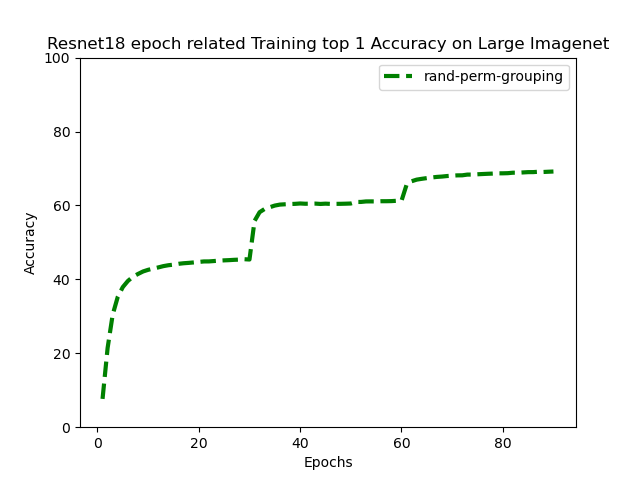 Resnet18 epoch related Training top 1 Accuracy on Large Imagenet
100
80
60
40
20
0
Accuracy
rand-perm-grouping
0 20 40 60 80
Epochs